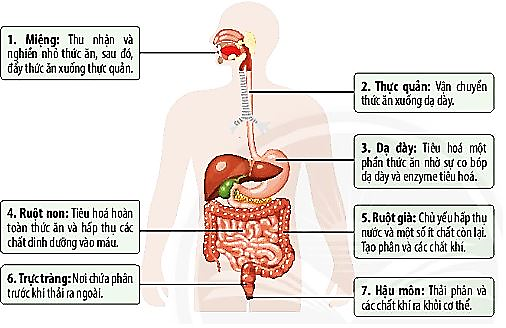 1. Miệng: Thu nhận và
nghiền nhỏ thức ăn, sau đó,
đẩy thức ăn xuống thực quản.
2. Thực quản: Vận chuyển
thức ăn xuống dạ dày.
3. Dạ dày: Tiêu hoá một
phần thức ăn nhờ sự co bóp
dạ dày và enzyme tiêu hoá.
4. Ruột non: Tiêu hoá hoàn
toàn thức ăn và hấp thụ các
chất dinh dưỡng vào máu.
5. Ruột già: Chủ yếu hấp thụ
nước và một số ít chất còn lại.
Tạo phân và các chất khí.
6. Trực tràng: Nơi chứa phân
trước khi thải ra ngoài.
7. Hậu môn: Thải phân và
các chất khí ra khỏi cơ thể.